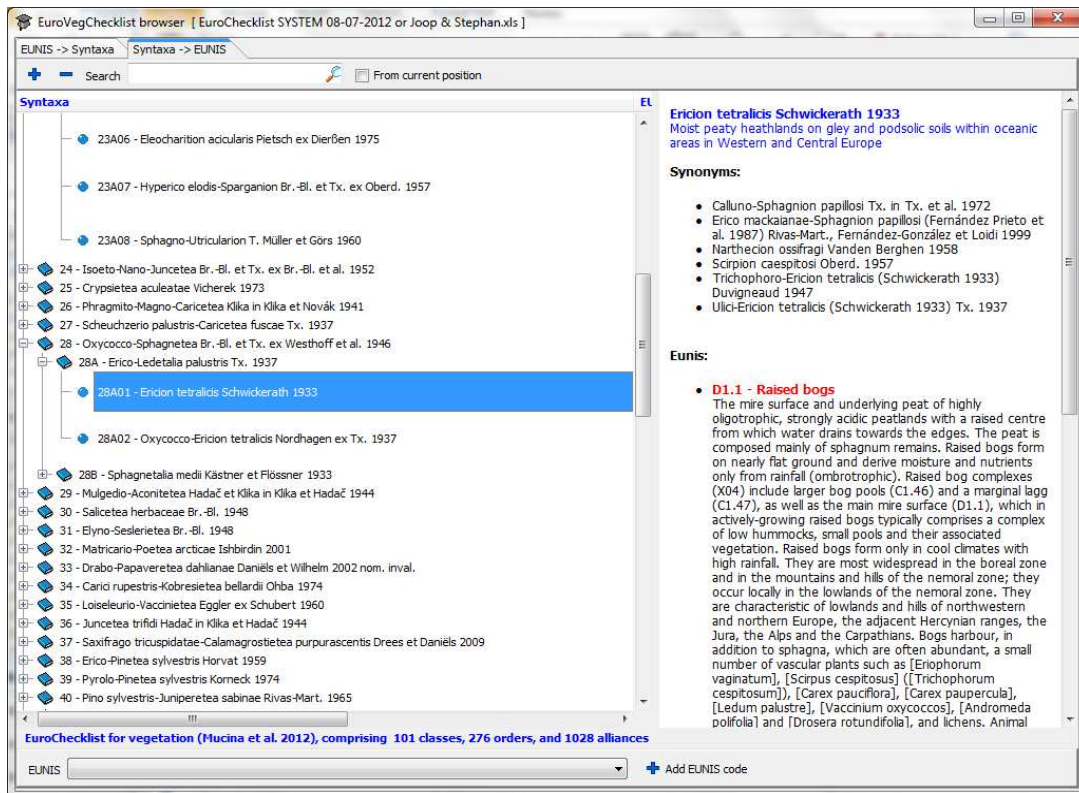 EuroVegChecklist browser [ EuroChecklist SYSTEM 08-07-2012 or Joop & Stephan.xls ]
EUNIS -> Syntaxa
Syntaxa -> EUNIS
Search
From current position
Syntaxa
EU
23A06 - Eleocharition acicularis Pietsch ex Dierßen 1975
23A07 - Hyperico elodis-Sparganion Br.-Bl. et Tx. ex Oberd. 1957
23A08 - Sphagno-Utricularion T. Müller et Görs 1960
24 - Isoeto-Nano-Juncetea Br.-Bl. et Tx. ex Br.-Bl. et al. 1952
25 - Crypsietea aculeatae Vicherek 1973
26 - Phragmito-Magno-Caricetea Klika in Klika et Novák 1941
27 - Scheuchzerio palustris-Caricetea fuscae Tx. 1937
28 - Oxycocco-Sphagnetea Br.-Bl. et Tx. ex Westhoff et al. 1946
28A - Erico-Ledetalia palustris Tx. 1937
28A01 - Ericion tetralicis Schwickerath 1933
28A02 - Oxycocco-Ericion tetralicis Nordhagen ex Tx. 1937
28B - Sphagnetalia medii Kästner et Flössner 1933
29 - Mulgedio-Aconitetea Hadač et Klika in Klika et Hadač 1944
30 - Salicetea herbaceae Br.-Bl. 1948
31 - Elyno-Seslerietea Br.-Bl. 1948
32 - Matricario-Poetea arcticae Ishbirdin 2001
33 - Drabo-Papaveretea dahlianae Daniëls et Wilhelm 2002 nom. inval.
34 - Carici rupestris-Kobresietea bellardii Ohba 1974
35 - Loiseleurio-Vaccinietea Eggler ex Schubert 1960
36 - Juncetea trifidi Hadač in Klika et Hadač 1944
37 - Saxifrago tricuspidatae-Calamagrostietea purpurascentis Drees et Daniëls 2009
38 - Erico-Pinetea sylvestris Horvat 1959
39 - Pyrolo-Pinetea sylvestris Korneck 1974
40 - Pino sylvestris-Juniperetea sabinae Rivas-Mart. 1965
Ericion tetralicis Schwickerath 1933
Moist peaty heathlands on gley and podsolic soils within oceanic
areas in Western and Central Europe
Synonyms:
Calluno-Sphagnion papillosi Tx. in Tx. et al. 1972
Erico mackaianae-Sphagnion papillosi (Fernández Prieto et
al. 1987) Rivas-Mart., Fernández-González et Loidi 1999
Narthecion ossifragi Vanden Berghen 1958
Scirpion caespitosi Oberd. 1957
Trichophoro-Ericion tetralicis (Schwickerath 1933)
Duvigneaud 1947
Ulici-Ericion tetralicis (Schwickerath 1933) Tx. 1937
Eunis:
D1.1 - Raised bogs
The mire surface and underlying peat of highly
oligotrophic, strongly acidic peatlands with a raised centre
from which water drains towards the edges. The peat is
composed mainly of sphagnum remains. Raised bogs form
on nearly flat ground and derive moisture and nutrients
only from rainfall (ombrotrophic). Raised bog complexes
(X04) include larger bog pools (C1.46) and a marginal lagg
(C1.47), as well as the main mire surface (D1.1), which in
actively-growing raised bogs typically comprises a complex
of low hummocks, small pools and their associated
vegetation. Raised bogs form only in cool climates with
high rainfall. They are most widespread in the boreal zone
and in the mountains and hills of the nemoral zone; they
occur locally in the lowlands of the nemoral zone. They
are characteristic of lowlands and hills of northwestern
and northern Europe, the adjacent Hercynian ranges, the
Jura, the Alps and the Carpathians. Bogs harbour, in
addition to sphagna, which are often abundant, a small
number of vascular plants such as [Eriophorum
vaginatum], [Scirpus cespitosus] ([Trichophorum
cespitosum]), [Carex pauciflora], [Carex paupercula],
[Ledum palustre], [Vaccinium oxycoccos], [Andromeda
polifolia] and [Drosera rotundifolia], and lichens. Animal
EuroChecklist for vegetation (Mucina et al. 2012), comprising 101 classes, 276 orders, and 1028 alliances
EUNIS
Add EUNIS code